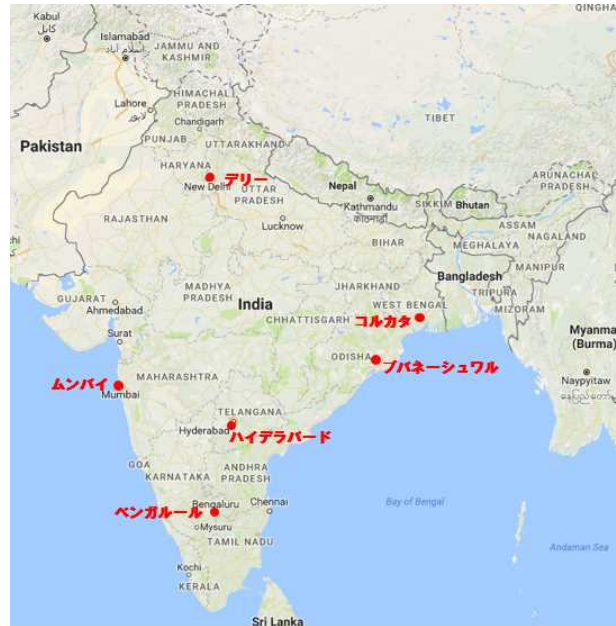 QINGHA
Kabul
کابل
Islamabad
اسلام آباد
JAMMU AND
KASHMIR
HIMACHAL
PRADESH
Lahore
لاہور
Chandigarh
TIBET
PUNJAB
UTTARAKHAND
Pakistan
HARYANA
デリー
New Delhi
UTTAR
PRADESH
Nepal
Kathmandu
SIKKIM
Bhutan
ARUNACHAL
PRADESH
RAJASTHAN
Lucknow
ASSAM
NAGALAND
MEGHALAYA
BIHAR
MANIPUR
Bangladesh
TRIPURA
MIZORAM
GUJARAT
Ahmedabad
MADHYA
PRADESH
India
JHARKHAND
WEST BENGAL
CHHATTISGARH
コルカタ
Myanma
(Burma)
Surat
ODISHA
ブバネーシュワル
ムンバイ
Mumbai
MAHARASHTRA
Naypyitaw
TELANGANA
Hyderabad
ハイデラバード
GOA
KARNATAKA
ANDHRA
PRADESH
Bay of Bengal
ベンガルール
Bengaluru
Chennai
Mysuru
TAMIL NADU
Andaman Sea
Kochi
KERALA
Sri Lanka